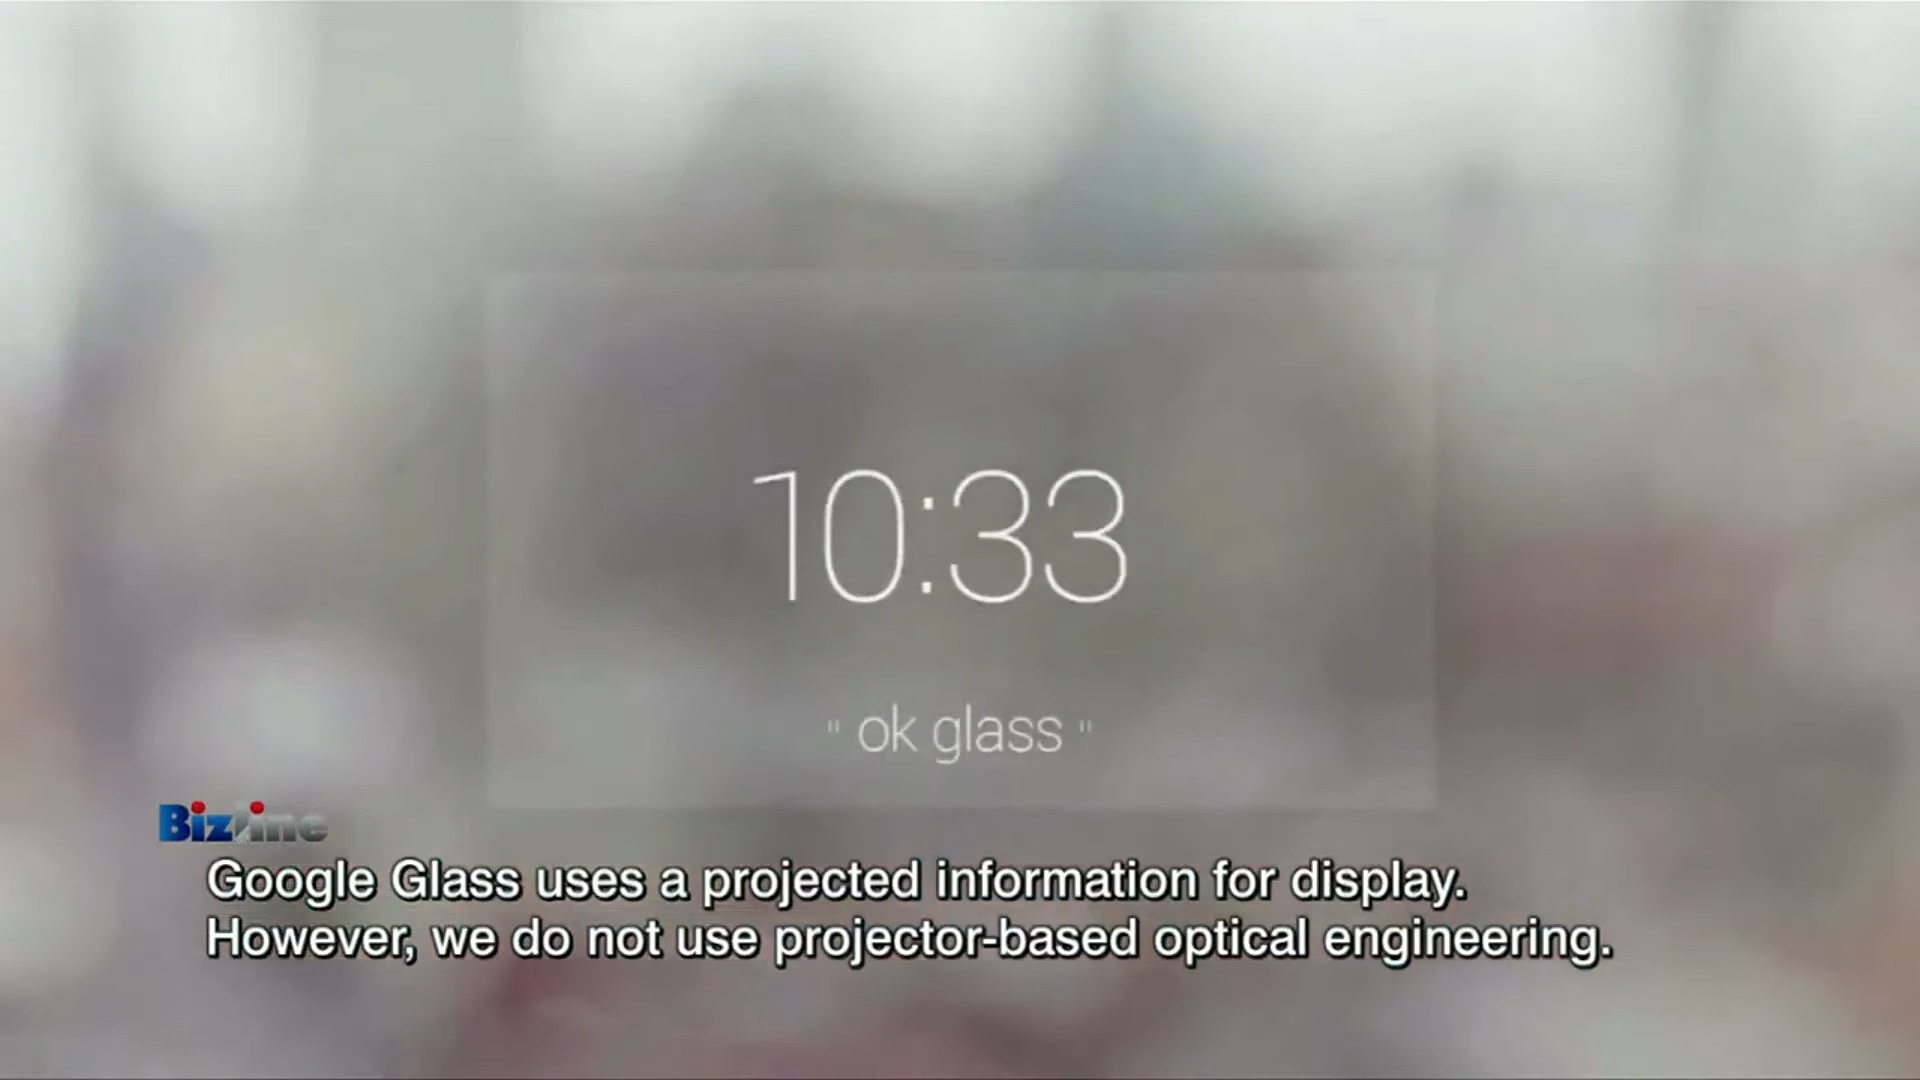 10:33
" ok glass "
Bizline
Google Glass uses a projected information for display.
However, we do not use projector-based optical engineering.